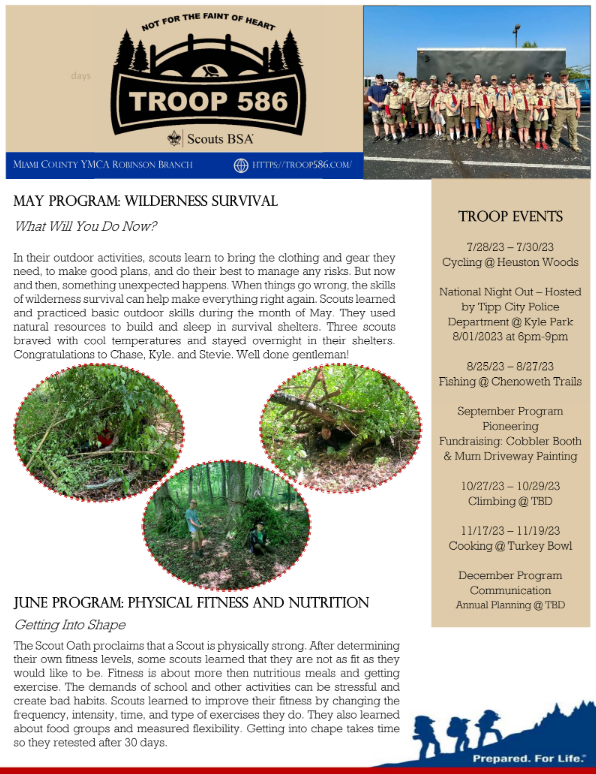 NOT FOR THE FAINT OF HEART
days
TROOP 586
Scouts BSA
MIAMI COUNTY YMCA ROBINSON BRANCH
HTTPS://TROOP586.COM/
MAY PROGRAM: WILDERNESS SURVIVAL
What Will You Do Now?
In their outdoor activities, scouts learn to bring the clothing and gear they
need, to make good plans, and do their best to manage any risks. But now
and then, something unexpected happens. When things go wrong, the skills
of wilderness survival can help make everything right again. Scouts learned
and practiced basic outdoor skills during the month of May. They used
natural resources to build and sleep in survival shelters. Three scouts
braved with cool temperatures and stayed overnight in their shelters.
Congratulations to Chase, Kyle. and Stevie. Well done gentleman!
JUNE PROGRAM: PHYSICAL FITNESS AND NUTRITION
Getting Into Shape
The Scout Oath proclaims that a Scout is physically strong. After determining
their own fitness levels, some scouts learned that they are not as fit as they
would like to be. Fitness is about more then nutritious meals and getting
exercise. The demands of school and other activities can be stressful and
create bad habits. Scouts learned to improve their fitness by changing the
frequency, intensity, time, and type of exercises they do. They also learned
about food groups and measured flexibility. Getting into chape takes time
so they retested after 30 days.
TROOP EVENTS
7/28/23 – 7/30/23
Cycling @ Heuston Woods
National Night Out – Hosted
by Tipp City Police
Department @ Kyle Park
8/01/2023 at 6pm-9pm
8/25/23 – 8/27/23
Fishing @ Chenoweth Trails
September Program
Pioneering
Fundraising: Cobbler Booth
& Mum Driveway Painting
10/27/23 – 10/29/23
Climbing @ TBD
11/17/23 – 11/19/23
Cooking @ Turkey Bowl
December Program
Communication
Annual Planning @ TBD
Prepared. For Life.